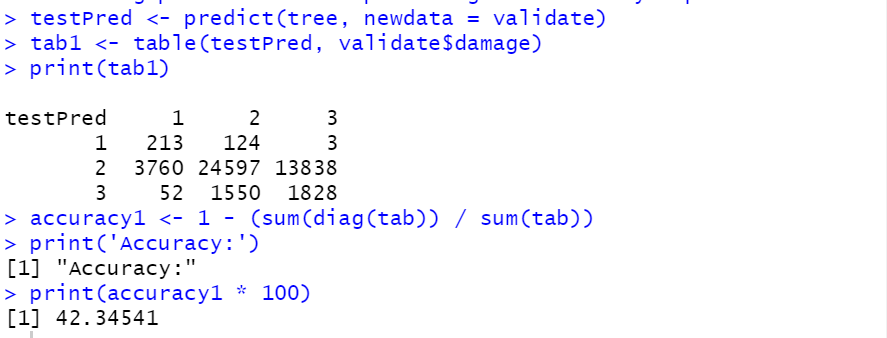 > testPred <- predict(tree, newdata = validate)
> tab1 <- table(testPred, validate$damage)
> print(tab1)
testPred 1 2 3
1 213 124 3
2 3760 24597 13838
3 52 1550 1828
> accuracy1 <- 1 - (sum(diag(tab)) / sum(tab))
> print('Accuracy:')
[1] "Accuracy:"
> print(accuracy1 * 100)
[1] 42.34541